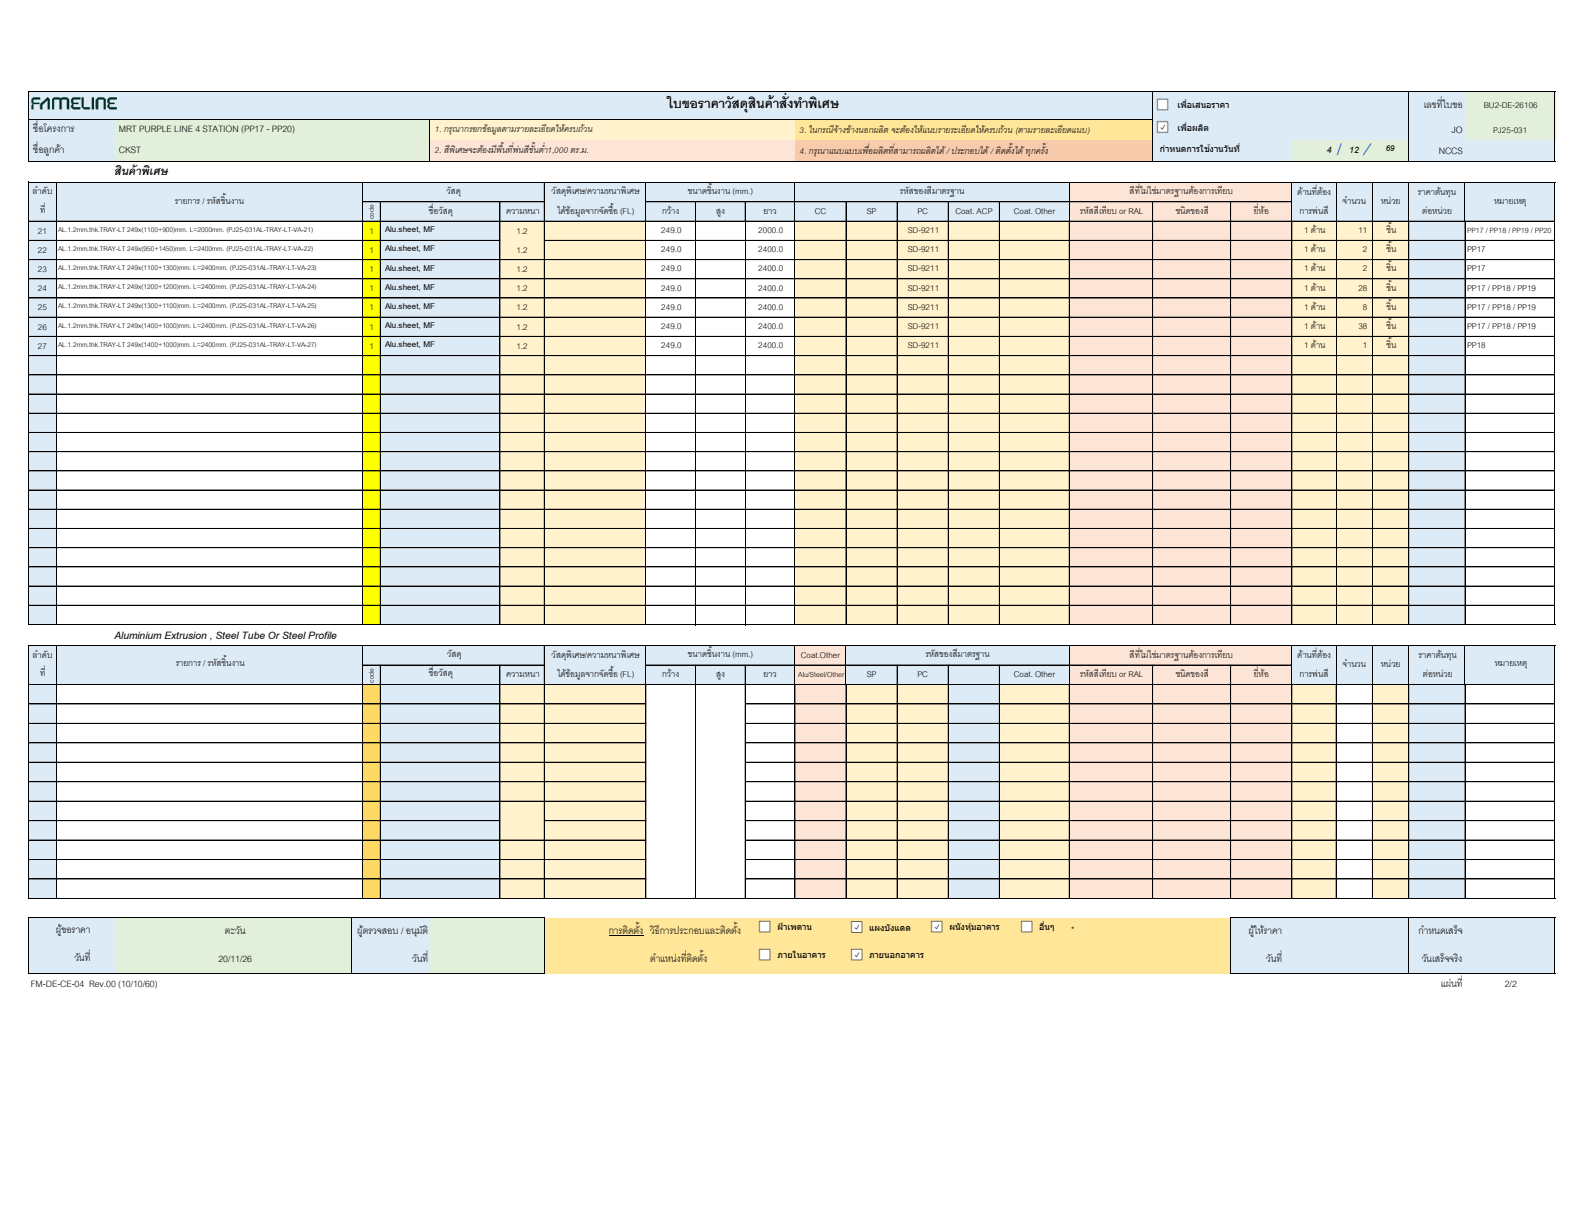 FAMELINE ใบขอราคาวัสดุสินค้าสั่งทำพิเศษ เพื่อเสนอราคา เลขที่ใบขอ BU2-DE-26106
ชื่อโครงการ MRT PURPLE LINE 4 STATION (PP17 - PP20) 1. กรุณากรอกข้อมูลตามรายละเอียดให้ครบถ้วน 3. ในกรณีจ้างช้างนอกผลิต จะต้องให้แนบรายระเอียดให้ครบถ้วน (ตามรายละเอียดแนบ) ✓ เพื่อผลิต JO PJ25-031
ชื่อลูกค้า CKST 2. สีพิเศษจะต้องมีพื้นที่พ่นสีขั้นต่ำ1,000 ตร.ม. 4. กรุณาแนบแบบเพื่อผลิตที่สามารถผลิตได้ / ประกอบได้ / ติดตั้งได้ ทุกครั้ง กำหนดการใช้งานวันที่ 4 / 12 / 69 NCCS
สินค้าพิเศษ
ลำดับ รายการ / รหัสชิ้นงาน วัสดุ วัสดุพิเศษ/ความหนาพิเศษ ขนาดชิ้นงาน (mm.) รหัสของสีมาตรฐาน สีที่ไม่ใช่มาตรฐานต้องการเทียบ ด้านที่ต้อง จำนวน หน่วย ราคาต้นทุน หมายเหตุ
ที่ code ชื่อวัสดุ ความหนา ได้ข้อมูลจากจัดซื้อ (FL) กว้าง สูง ยาว CC SP PC Coat. ACP Coat. Other รหัสสีเทียบ or RAL ชนิดของสี ยี่ห้อ การพ่นสี ต่อหน่วย
21 AL.1.2mm.thk.TRAY-LT 249x(1100+900)mm. L=2000mm. (PJ25-031AL-TRAY-LT-VA-21) 1 Alu.sheet, MF 1.2 249.0 2000.0 SD-9211 1 ด้าน 11 ชิ้น PP17 / PP18 / PP19 / PP20
22 AL.1.2mm.thk.TRAY-LT 249x(950+1450)mm. L=2400mm. (PJ25-031AL-TRAY-LT-VA-22) 1 Alu.sheet, MF 1.2 249.0 2400.0 SD-9211 1 ด้าน 2 ชิ้น PP17
23 AL.1.2mm.thk.TRAY-LT 249x(1100+1300)mm. L=2400mm. (PJ25-031AL-TRAY-LT-VA-23) 1 Alu.sheet, MF 1.2 249.0 2400.0 SD-9211 1 ด้าน 2 ชิ้น PP17
24 AL.1.2mm.thk.TRAY-LT 249x(1200+1200)mm. L=2400mm. (PJ25-031AL-TRAY-LT-VA-24) 1 Alu.sheet, MF 1.2 249.0 2400.0 SD-9211 1 ด้าน 28 ชิ้น PP17 / PP18 / PP19
25 AL.1.2mm.thk.TRAY-LT 249x(1300+1100)mm. L=2400mm. (PJ25-031AL-TRAY-LT-VA-25) 1 Alu.sheet, MF 1.2 249.0 2400.0 SD-9211 1 ด้าน 8 ชิ้น PP17 / PP18 / PP19
26 AL.1.2mm.thk.TRAY-LT 249x(1400+1000)mm. L=2400mm. (PJ25-031AL-TRAY-LT-VA-26) 1 Alu.sheet, MF 1.2 249.0 2400.0 SD-9211 1 ด้าน 38 ชิ้น PP17 / PP18 / PP19
27 AL.1.2mm.thk.TRAY-LT 249x(1400+1000)mm. L=2400mm. (PJ25-031AL-TRAY-LT-VA-27) 1 Alu.sheet, MF 1.2 249.0 2400.0 SD-9211 1 ด้าน 1 ชิ้น PP18
Aluminium Extrusion , Steel Tube Or Steel Profile
ลำดับ รายการ / รหัสชิ้นงาน วัสดุ วัสดุพิเศษ/ความหนาพิเศษ ขนาดชิ้นงาน (mm.) Coat.Other รหัสของสีมาตรฐาน สีที่ไม่ใช่มาตรฐานต้องการเทียบ ด้านที่ต้อง จำนวน หน่วย ราคาต้นทุน หมายเหตุ
ที่ code ชื่อวัสดุ ความหนา ได้ข้อมูลจากจัดซื้อ (FL) กว้าง สูง ยาว Alu/Steel/Other SP PC Coat. Other รหัสสีเทียบ or RAL ชนิดของสี ยี่ห้อ การพ่นสี ต่อหน่วย
ผู้ขอราคา ตะวัน ผู้ตรวจสอบ / อนุมัติ การติดตั้ง วิธีการประกอบและติดตั้ง ฝ้าเพดาน ✓ แผงบังแดด ✓ ผนังหุ้มอาคาร อื่นๆ ผู้ให้ราคา กำหนดเสร็จ
วันที่ 20/11/26 วันที่ ตำแหน่งที่ติดตั้ง ภายในอาคาร ✓ ภายนอกอาคาร วันที่ วันเสร็จจริง
FM-DE-CE-04 Rev.00 (10/10/60) แผ่นที่ 2/2